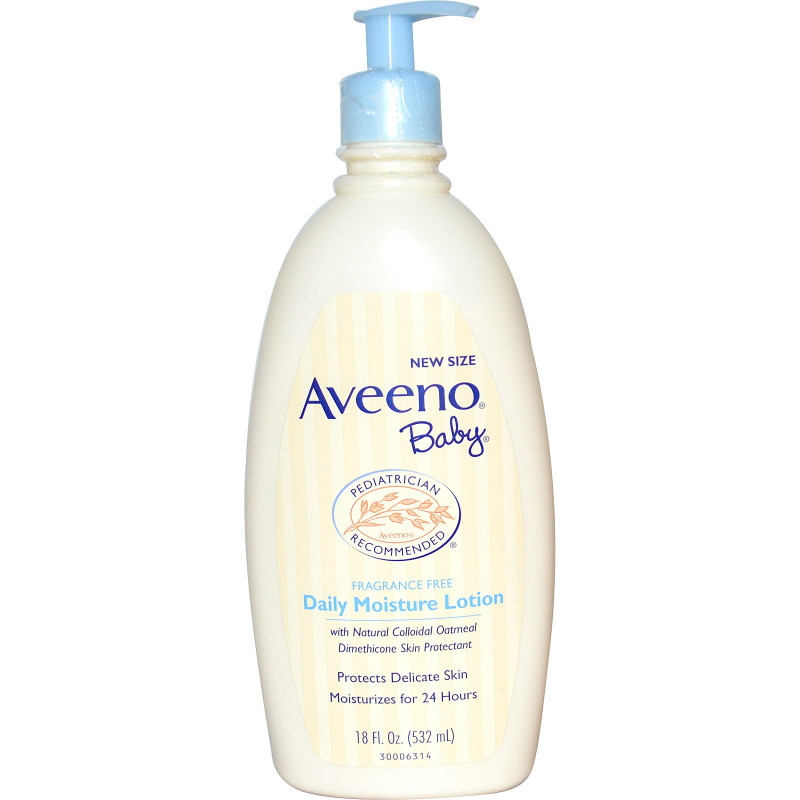 NEW SIZE
Aveeno®
Baby®
PEDIATRICIAN
Aveeno®
RECOMMENDED®
FRAGRANCE FREE
Daily Moisture Lotion
with Natural Colloidal Oatmeal
Dimethicone Skin Protectant
Protects Delicate Skin
Moisturizes for 24 Hours
18 Fl. Oz. (532 mL)
30006314